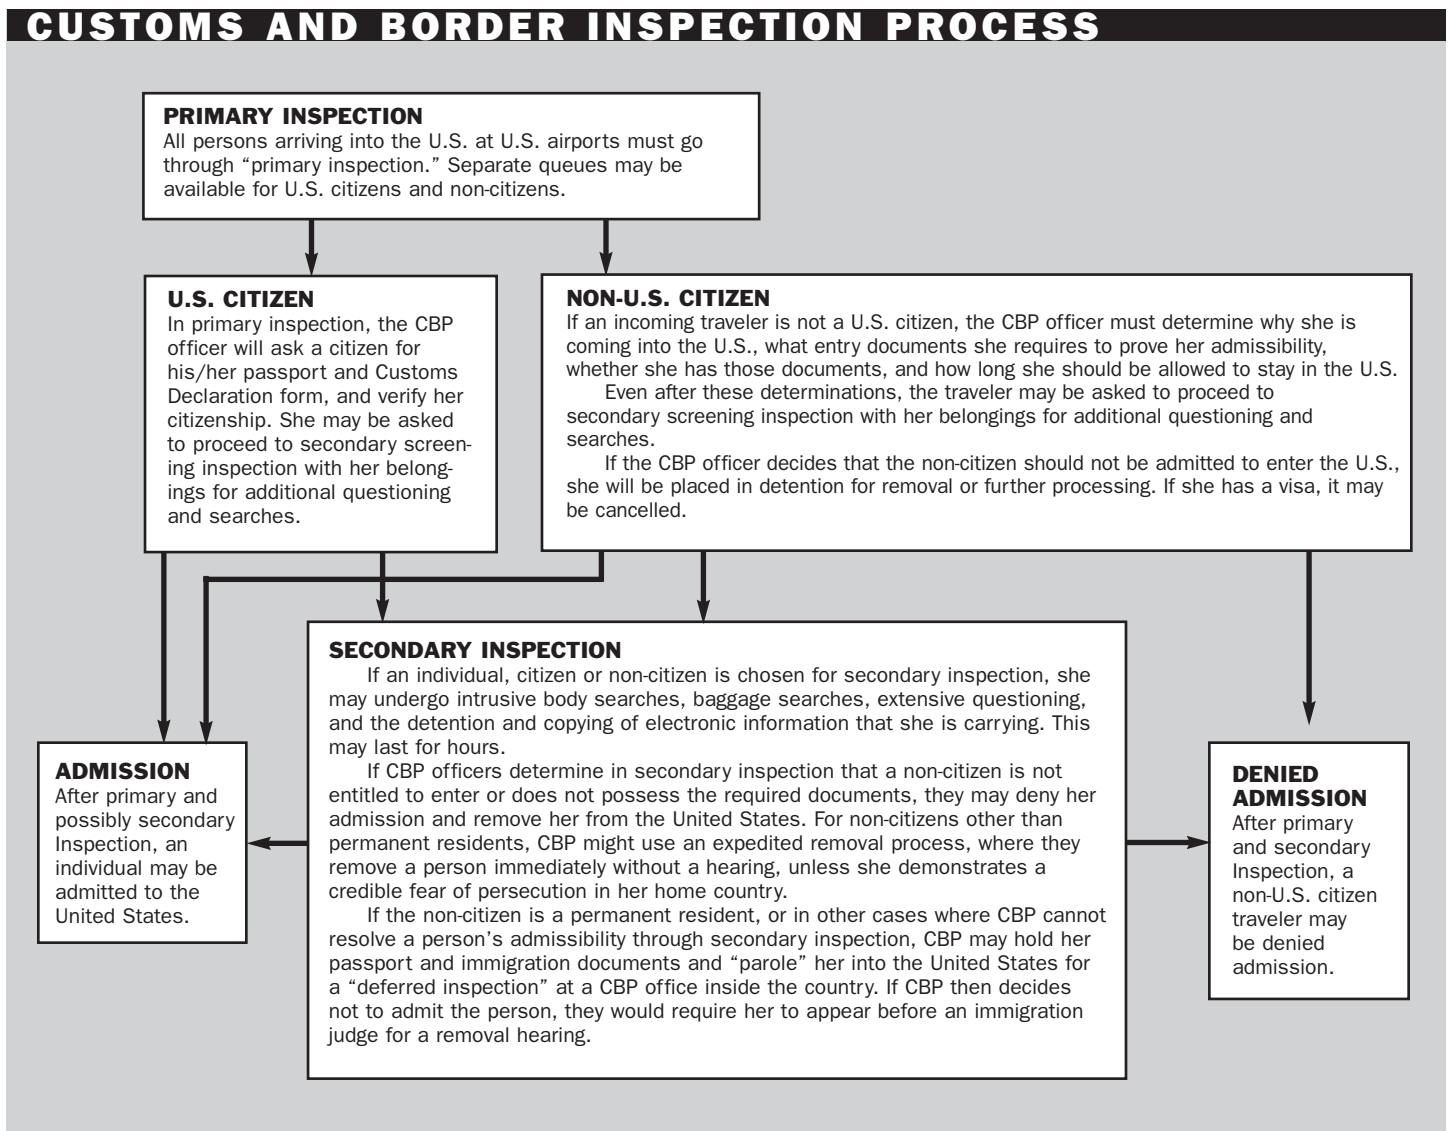 CUSTOMS AND BORDER INSPECTION PROCESS
PRIMARY INSPECTION
All persons arriving into the U.S. at U.S. airports must go
through “primary inspection.” Separate queues may be
available for U.S. citizens and non-citizens.
U.S. CITIZEN
In primary inspection, the CBP
officer will ask a citizen for
his/her passport and Customs
Declaration form, and verify her
citizenship. She may be asked
to proceed to secondary screen-
ing inspection with her belong-
ings for additional questioning
and searches.
NON-U.S. CITIZEN
If an incoming traveler is not a U.S. citizen, the CBP officer must determine why she is
coming into the U.S., what entry documents she requires to prove her admissibility,
whether she has those documents, and how long she should be allowed to stay in the U.S.
Even after these determinations, the traveler may be asked to proceed to
secondary screening inspection with her belongings for additional questioning and
searches.
If the CBP officer decides that the non-citizen should not be admitted to enter the U.S.,
she will be placed in detention for removal or further processing. If she has a visa, it may
be cancelled.
SECONDARY INSPECTION
If an individual, citizen or non-citizen is chosen for secondary inspection, she
may undergo intrusive body searches, baggage searches, extensive questioning,
and the detention and copying of electronic information that she is carrying. This
may last for hours.
If CBP officers determine in secondary inspection that a non-citizen is not
entitled to enter or does not possess the required documents, they may deny her
admission and remove her from the United States. For non-citizens other than
permanent residents, CBP might use an expedited removal process, where they
remove a person immediately without a hearing, unless she demonstrates a
credible fear of persecution in her home country.
If the non-citizen is a permanent resident, or in other cases where CBP cannot
resolve a person’s admissibility through secondary inspection, CBP may hold her
passport and immigration documents and “parole” her into the United States for
a “deferred inspection” at a CBP office inside the country. If CBP then decides
not to admit the person, they would require her to appear before an immigration
judge for a removal hearing.
ADMISSION
After primary and
possibly secondary
Inspection, an
individual may be
admitted to the
United States.
DENIED
ADMISSION
After primary
and secondary
Inspection, a
non-U.S. citizen
traveler may
be denied
admission.